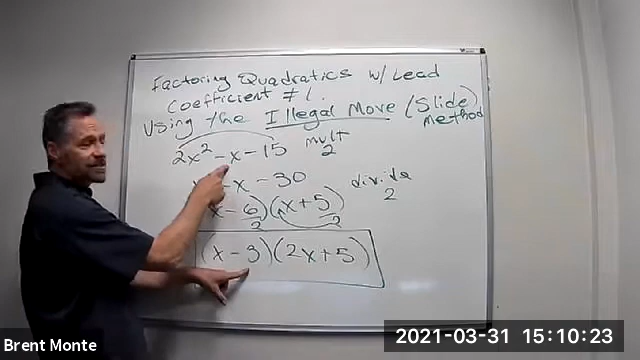 Factoring Quadratics w/ Lead
Coefficient ≠ 1.
Using the Illegal Move (Slide Method)
2x² - x - 15 mult 2
- x - 30
x - 6/2)(x + 5/2) divide 2
(x - 3)(2x + 5)
Brent Monte
2021-03-31 15:10:23